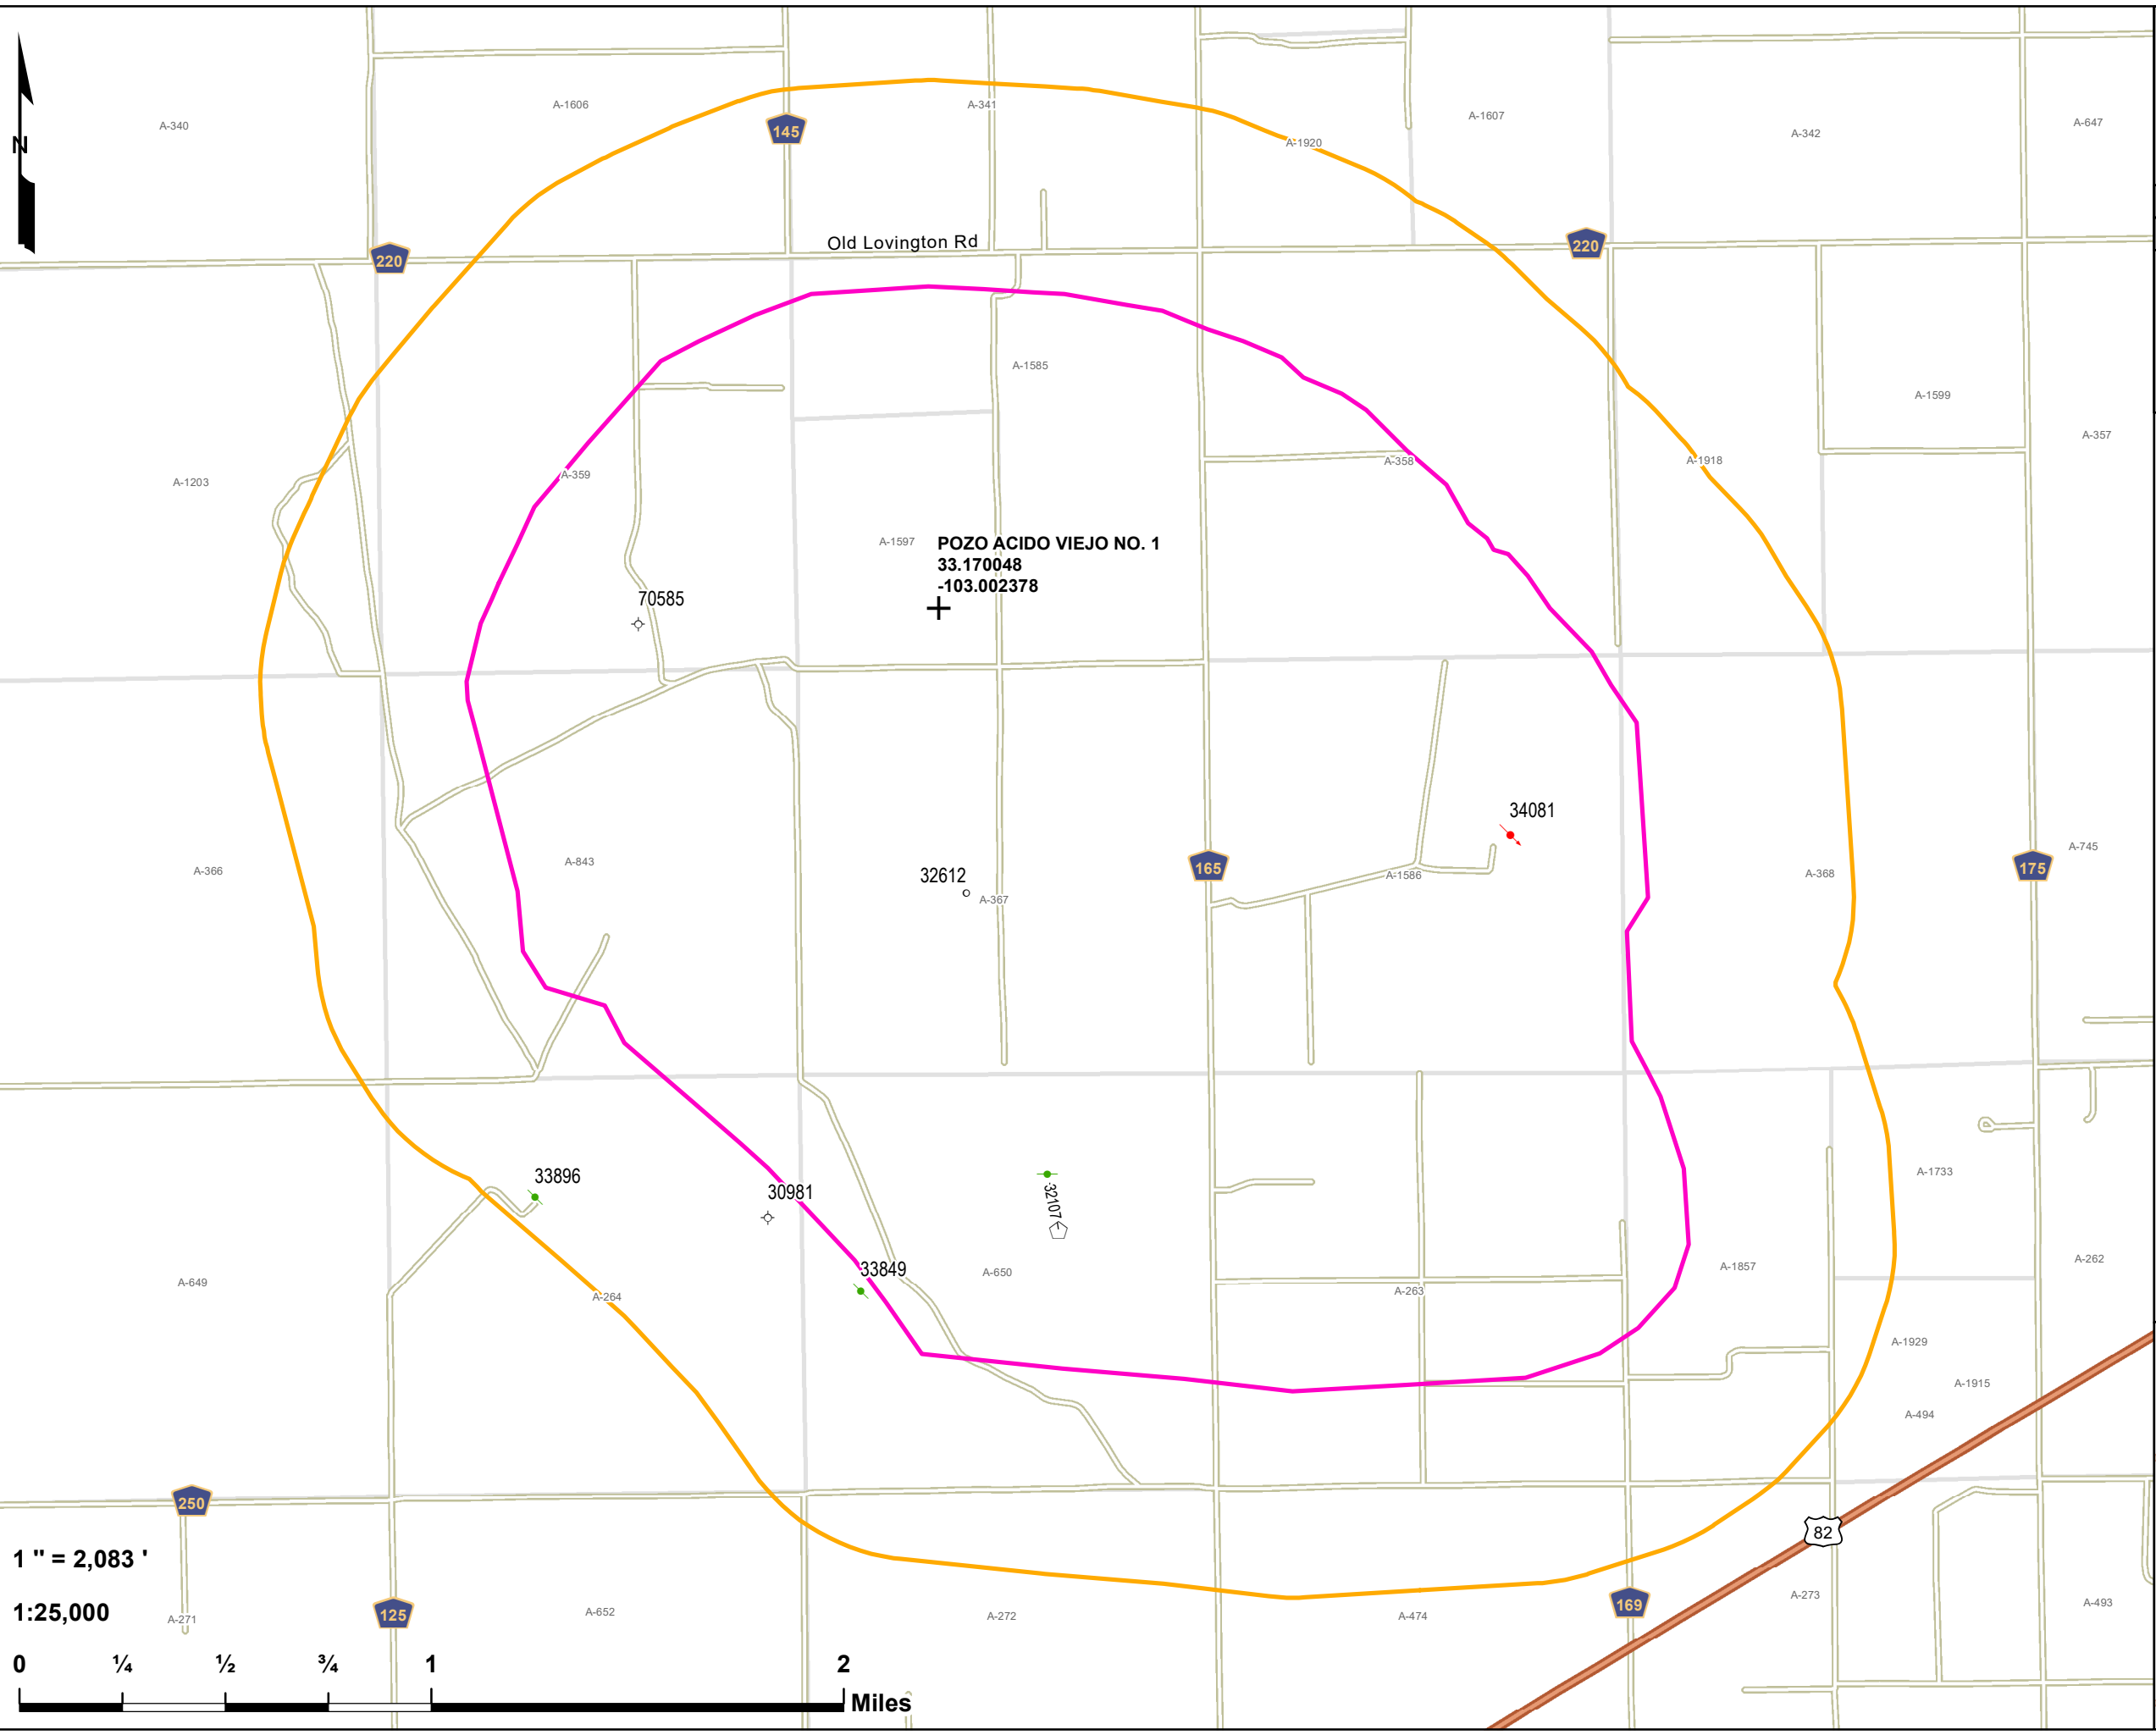 A-340
A-1606
145
A-341
A-1920
A-1607
A-342
A-647
N
220
Old Lovington Rd
220
A-1203
A-359
A-1585
A-358
A-1918
A-1599
A-357
A-1597
POZO ACIDO VIEJO NO. 1
33.170048
-103.002378
70585
34081
A-366
A-843
32612
A-367
165
A-1586
A-368
175
A-745
33896
30981
32107
A-1733
33849
A-649
A-264
A-650
A-263
A-1857
A-262
A-1929
A-1915
A-494
250
82
1 " = 2,083 '
1:25,000
A-271
125
A-652
A-272
A-474
169
A-273
A-493
0 ¼ ½ ¾ 1 2
Miles